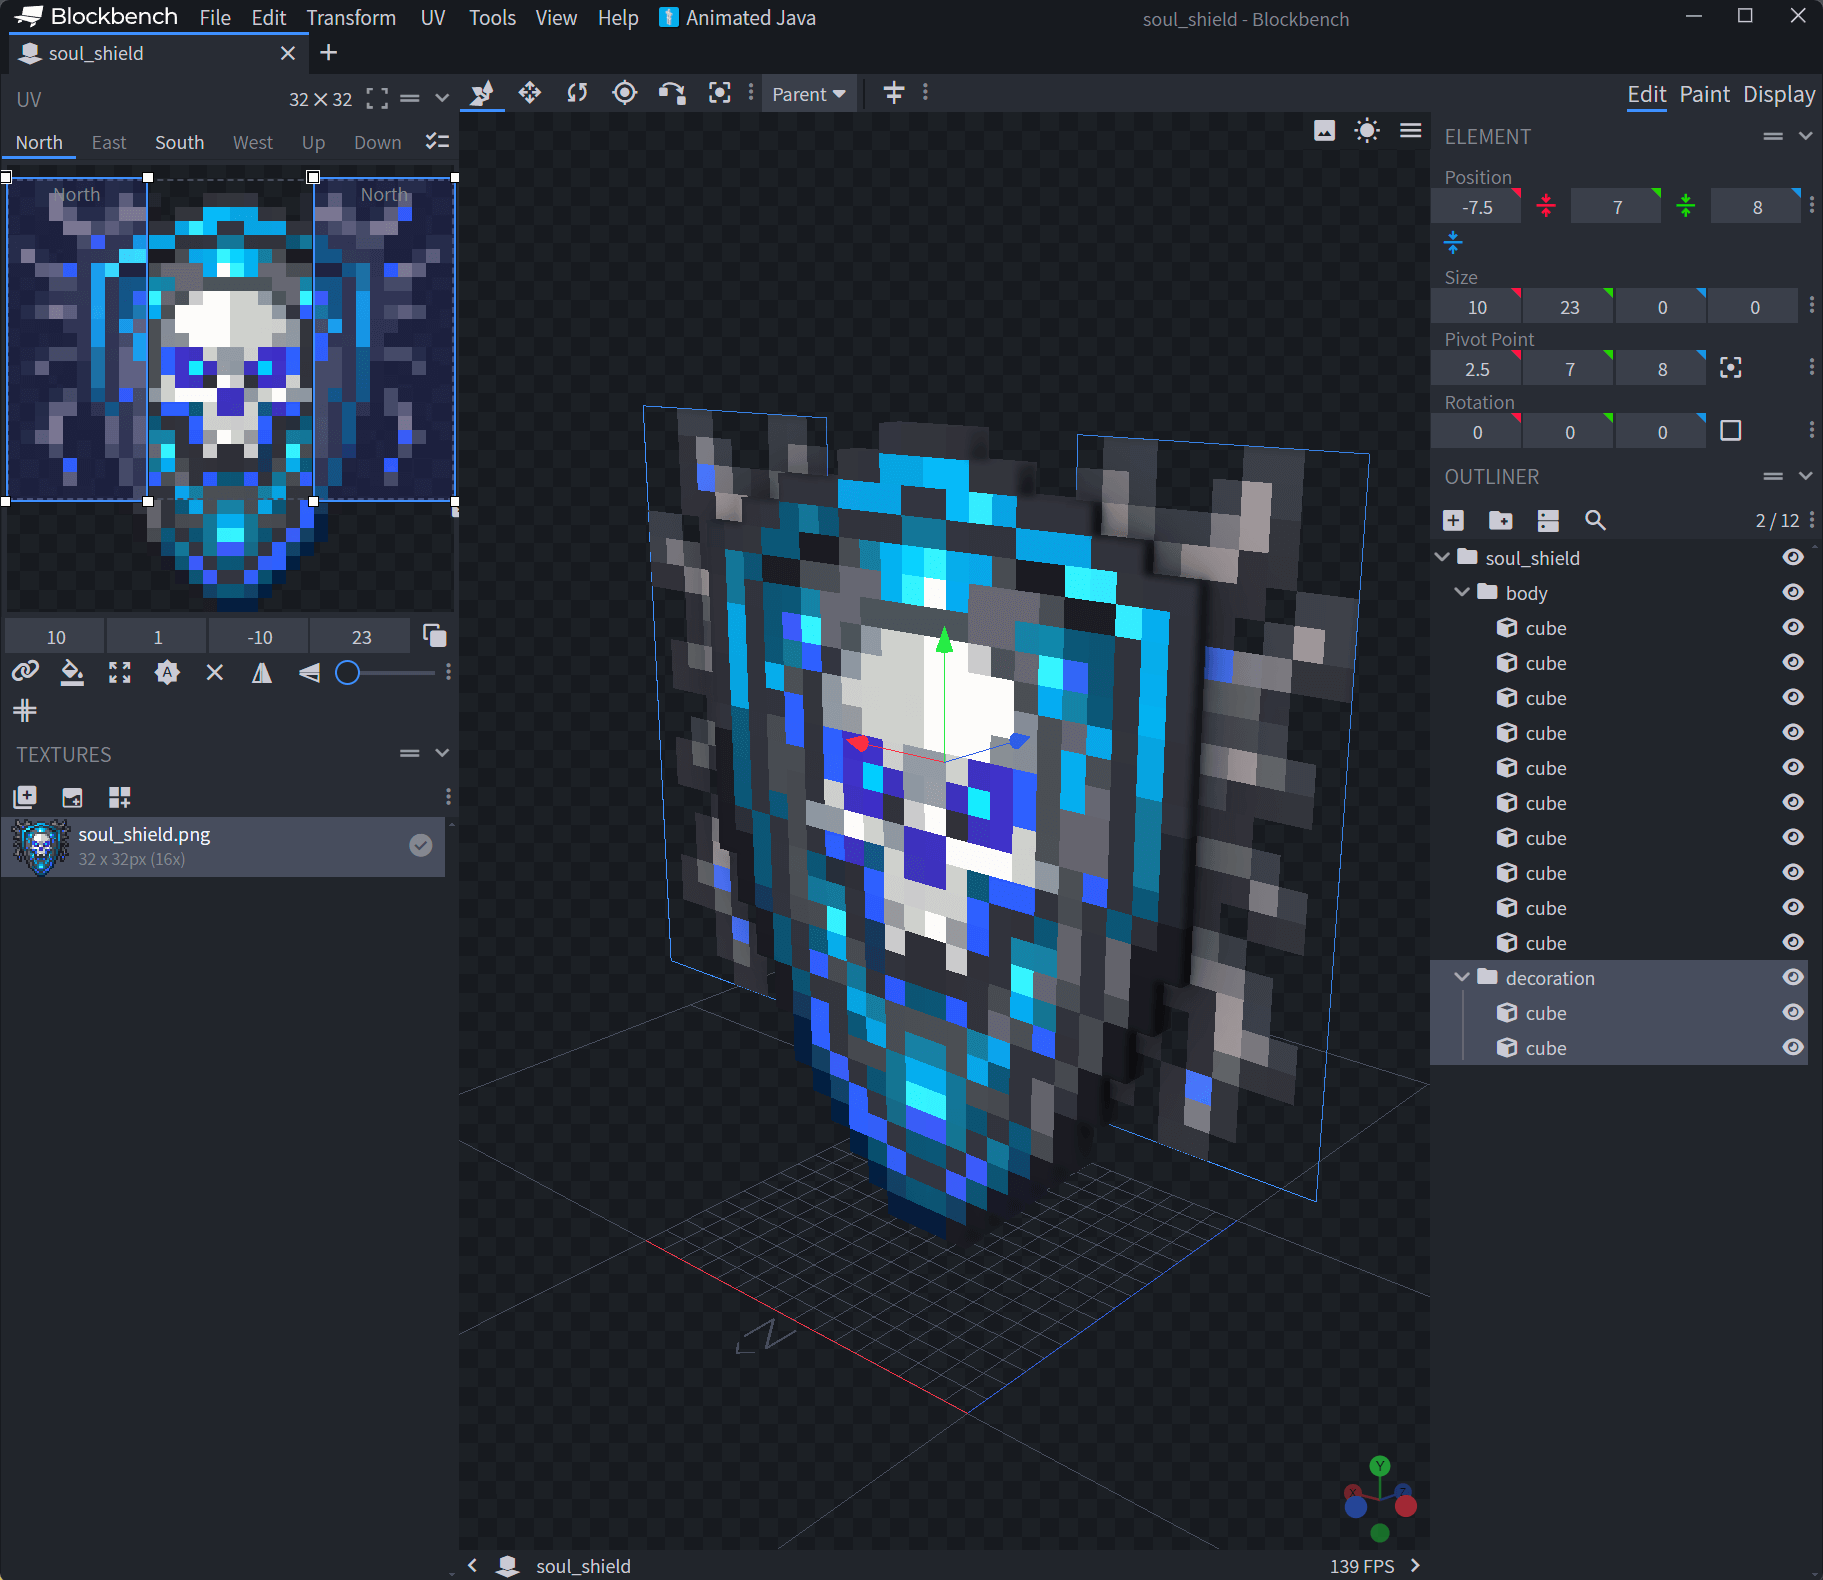 Blockbench File Edit Transform UV Tools View Help Animated Java soul_shield - Blockbench
soul_shield
UV 32 × 32
North East South West Up Down
North North
10 1 -10 23
TEXTURES
soul_shield.png
32 x 32px (16x)
Parent
Edit Paint Display
ELEMENT
Position
-7.5 7 8
Size
10 23 0 0
Pivot Point
2.5 7 8
Rotation
0 0 0
OUTLINER
2 / 12
soul_shield
body
cube
cube
cube
cube
cube
cube
cube
cube
cube
cube
decoration
cube
cube
N
Y
X Z
soul_shield 139 FPS